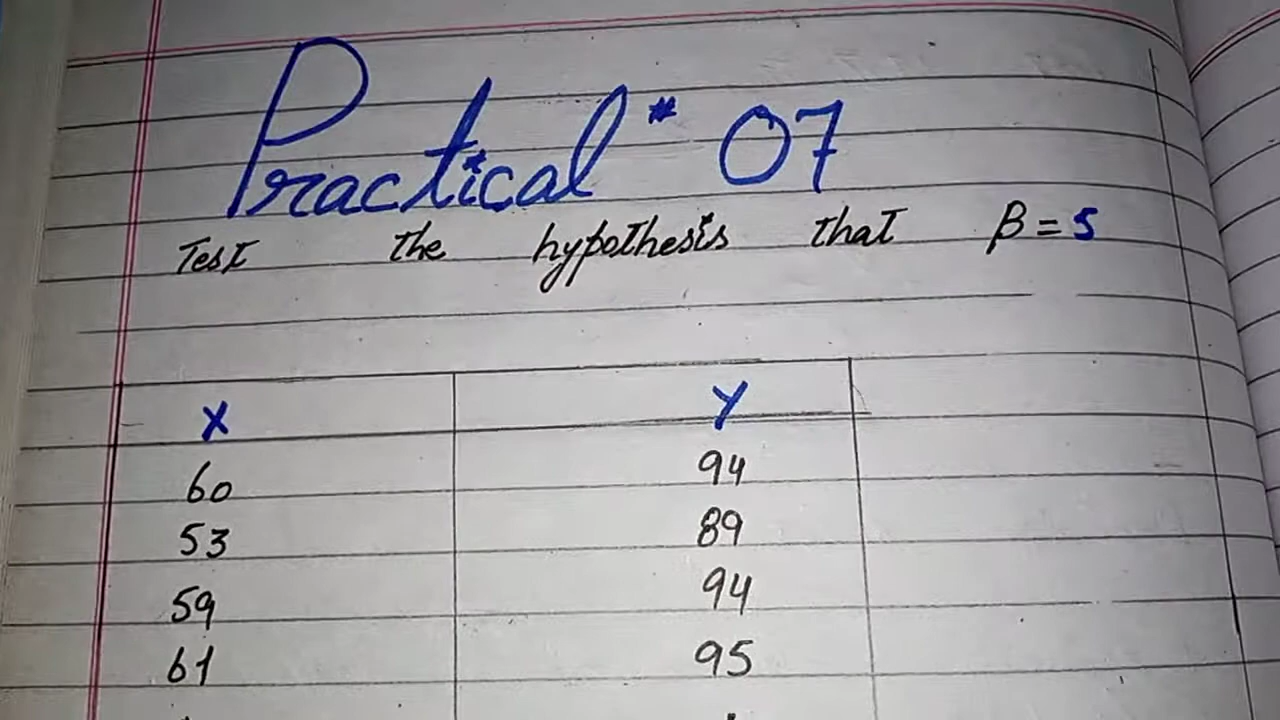 Practical # 07
Test the hypothesis that β = 5
X Y
60 94
53 89
59 94
61 95